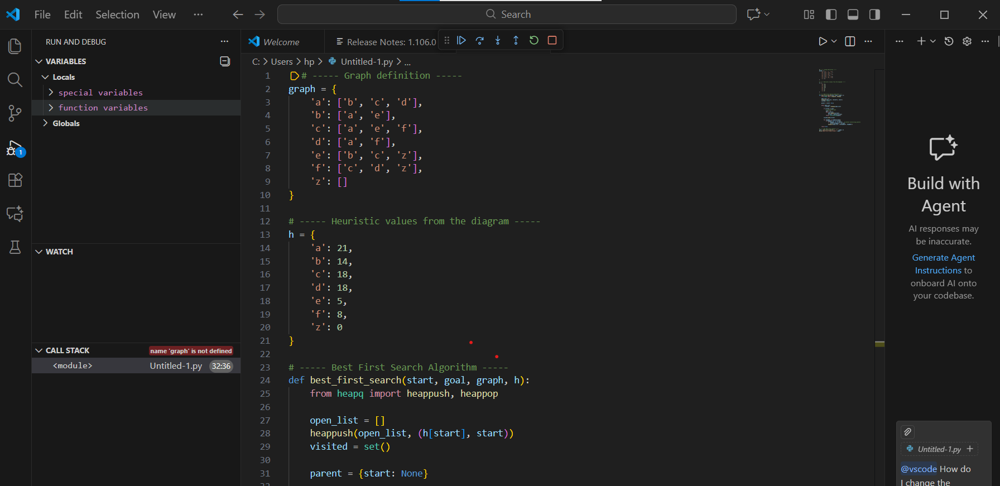 File Edit Selection View ··· Search
RUN AND DEBUG ···
VARIABLES
Locals
special variables
function variables
Globals
1
WATCH
CALL STACK name 'graph' is not defined
<module> Untitled-1.py 32:36
Welcome Release Notes: 1.106.0
C: > Users > hp > Untitled-1.py > ...
1 # ----- Graph definition -----
2 graph = {
3 'a': ['b', 'c', 'd'],
4 'b': ['a', 'e'],
5 'c': ['a', 'e', 'f'],
6 'd': ['a', 'f'],
7 'e': ['b', 'c', 'z'],
8 'f': ['c', 'd', 'z'],
9 'z': []
10 }
11
12 # ----- Heuristic values from the diagram -----
13 h = {
14 'a': 21,
15 'b': 14,
16 'c': 18,
17 'd': 18,
18 'e': 5,
19 'f': 8,
20 'z': 0
21 }
22
23 # ----- Best First Search Algorithm -----
24 def best_first_search(start, goal, graph, h):
25 from heapq import heappush, heappop
26
27 open_list = []
28 heappush(open_list, (h[start], start))
29 visited = set()
30
31 parent = {start: None}
32
Build with
Agent
AI responses may
be inaccurate.
Generate Agent
Instructions to
onboard AI onto
your codebase.
Untitled-1.py +
@vscode How do
I change the